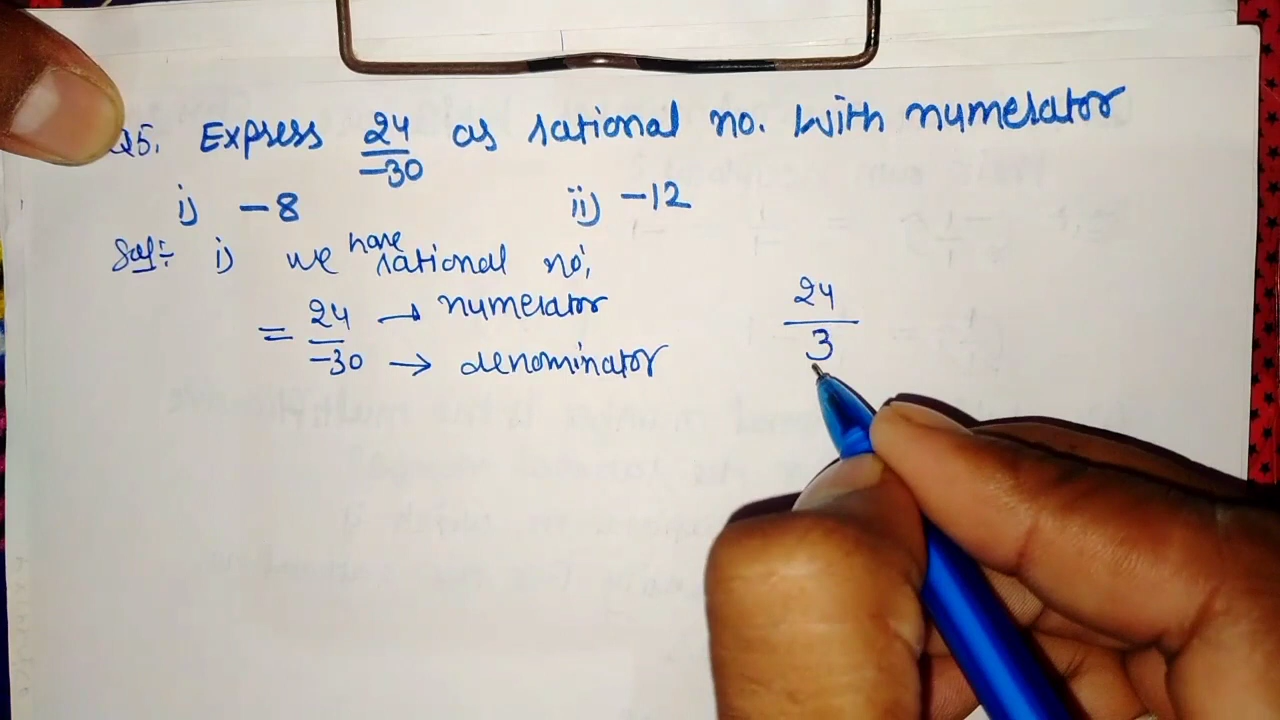 Q5. Express 24/-30 as rational no. with numerator
i) -8 ii) -12
Sol:- i) we have rational no,
= 24/-30 → numerator
→ denominator
24/3